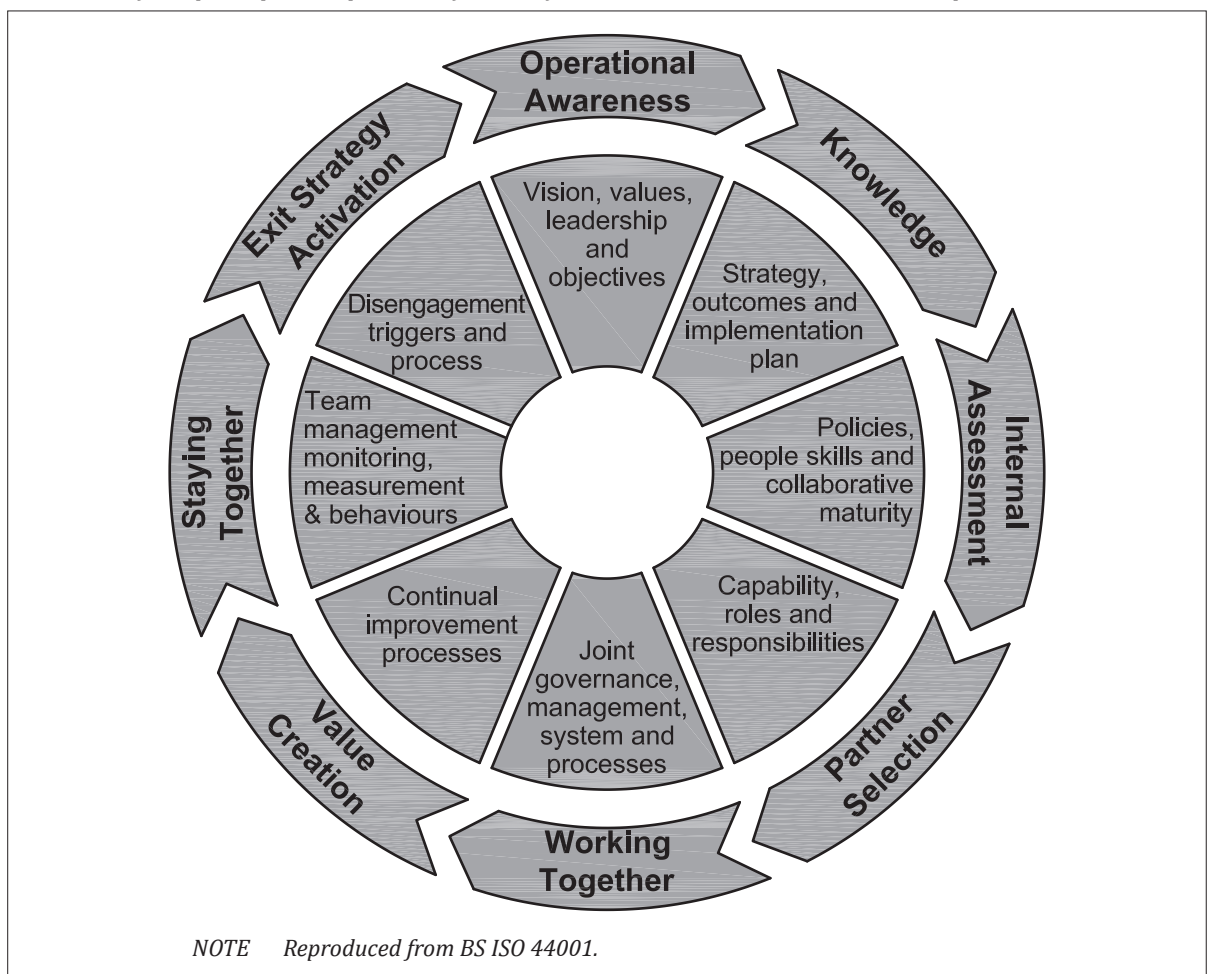 Operational
Awareness
Knowledge
Internal
Assessment
Partner
Selection
Working
Together
Value
Creation
Staying
Together
Exit Strategy
Activation
Vision, values,
leadership
and
objectives
Strategy,
outcomes and
implementation
plan
Policies,
people skills and
collaborative
maturity
Capability,
roles and
responsibilities
Joint
governance,
management,
system and
processes
Continual
improvement
processes
Team
management
monitoring,
measurement
& behaviours
Disengagement
triggers and
process
NOTE Reproduced from BS ISO 44001.